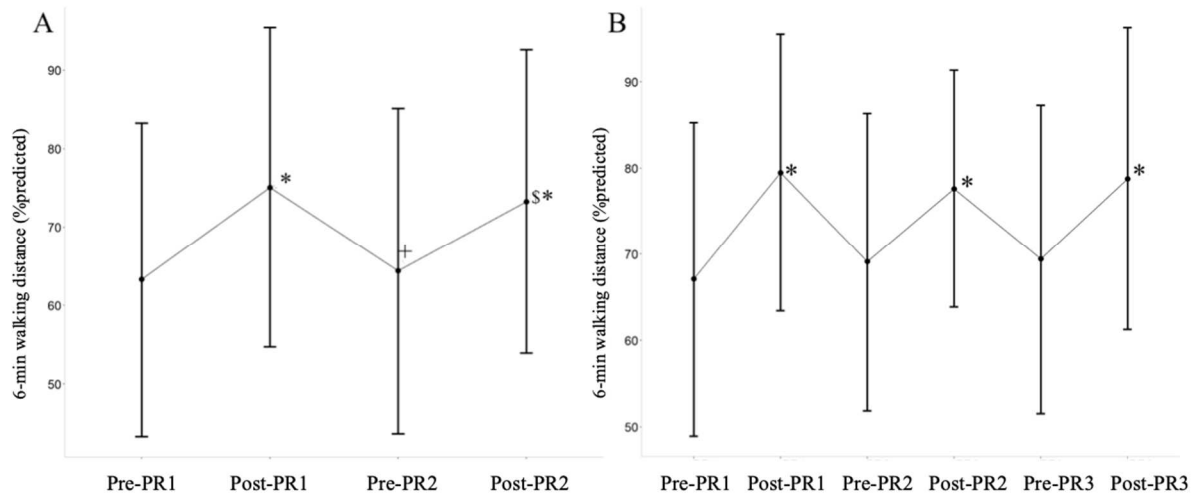 A
6-min walking distance (%predicted)
90
80
70
60
50
*
+
$*
Pre-PR1 Post-PR1 Pre-PR2 Post-PR2
B
6-min walking distance (%predicted)
90
80
70
60
50
*
*
*
Pre-PR1 Post-PR1 Pre-PR2 Post-PR2 Pre-PR3 Post-PR3